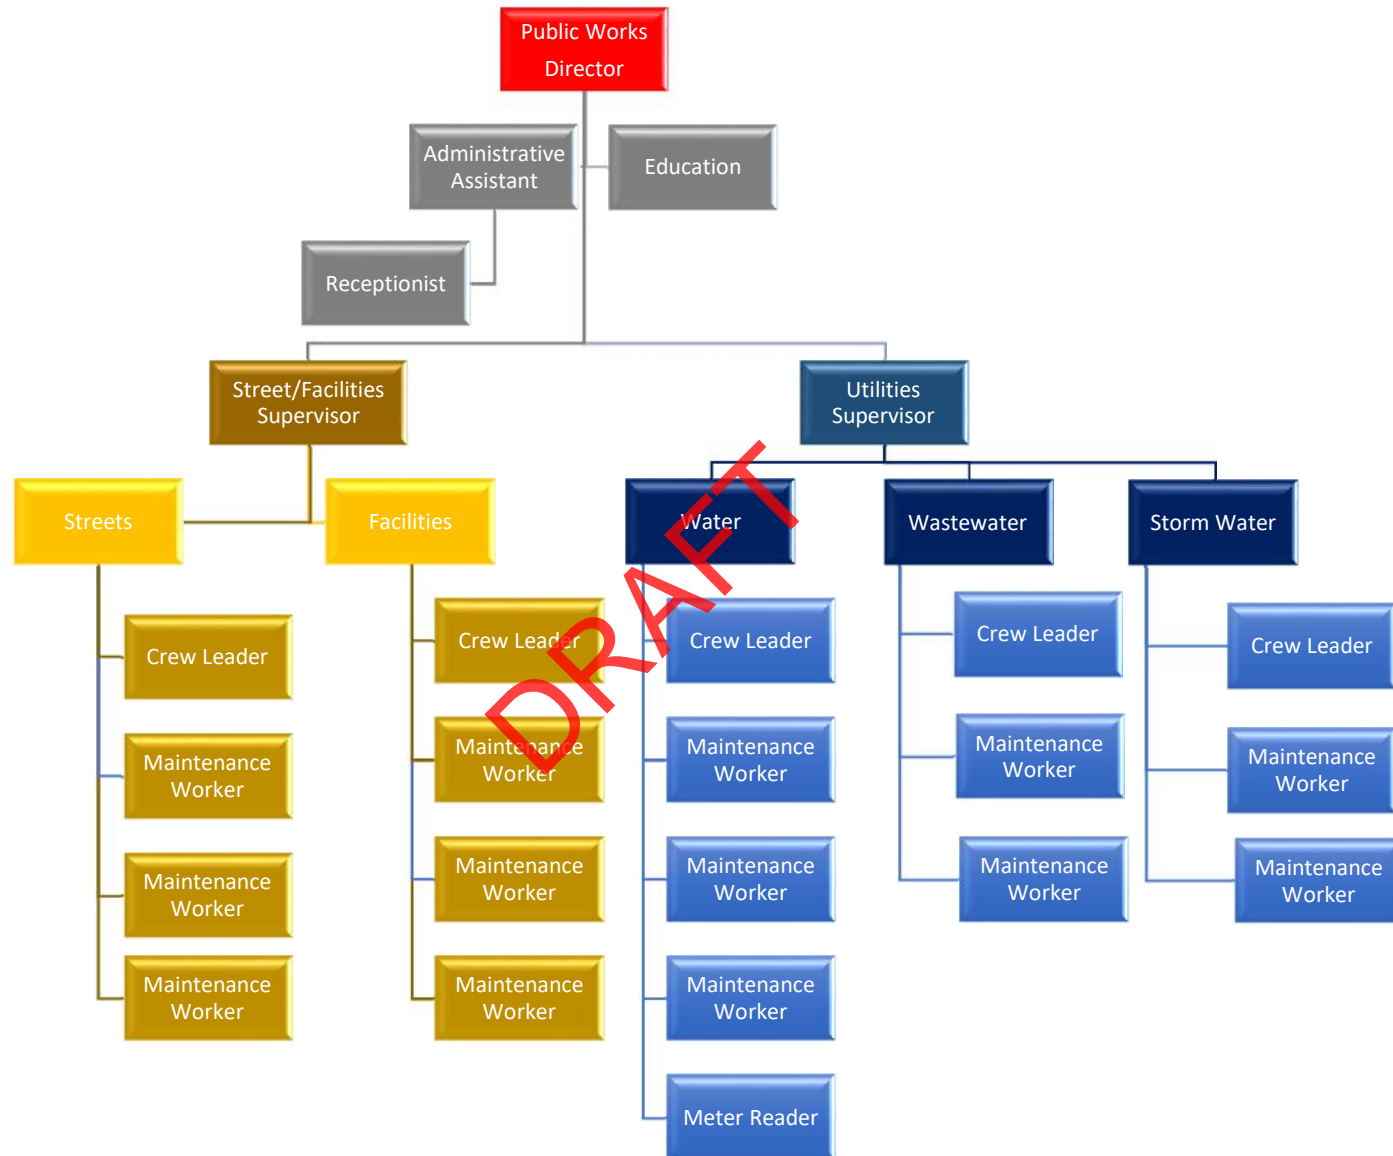 Public Works
Director
Administrative
Assistant
Education
Receptionist
Street/Facilities
Supervisor
Utilities
Supervisor
Streets
Facilities
Water
Wastewater
Storm Water
Crew Leader
Maintenance
Worker
Maintenance
Worker
Maintenance
Worker
Crew Leader
Maintenance
Worker
Maintenance
Worker
Maintenance
Worker
Crew Leader
Maintenance
Worker
Maintenance
Worker
Maintenance
Worker
Meter Reader
Crew Leader
Maintenance
Worker
Maintenance
Worker
Crew Leader
Maintenance
Worker
Maintenance
Worker
DRAFT